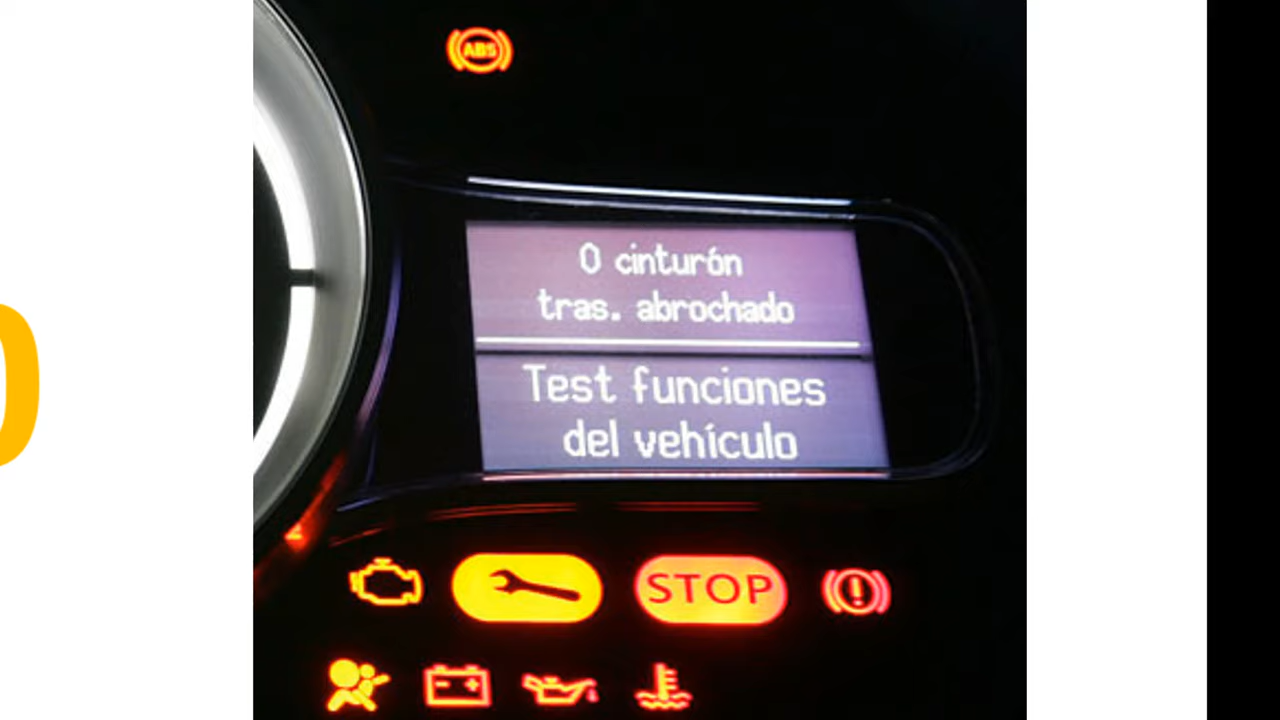 ABS
0 cinturón
tras. abrochado
Test funciones
del vehículo
STOP